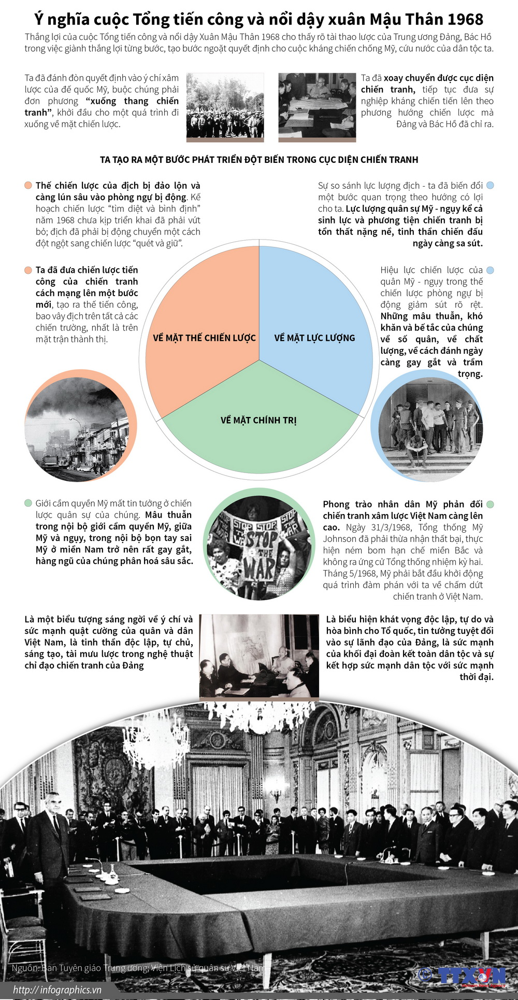 Ý nghĩa cuộc Tổng tiến công và nổi dậy xuân Mậu Thân 1968
Thắng lợi của cuộc Tổng tiến công và nổi dậy Xuân Mậu Thân 1968 cho thấy rõ tài thao lược của Trung ương Đảng, Bác Hồ
trong việc giành thắng lợi từng bước, tạo bước ngoặt quyết định cho cuộc kháng chiến chống Mỹ, cứu nước của dân tộc ta.
Ta đã đánh đòn quyết định vào ý chí xâm
lược của đế quốc Mỹ, buộc chúng phải
đơn phương “xuống thang chiến
tranh”, khởi đầu cho một quá trình đi
xuống về mặt chiến lược.
Ta đã xoay chuyển được cục diện
chiến tranh, tiếp tục đưa sự
nghiệp kháng chiến tiến lên theo
phương hướng chiến lược mà
Đảng và Bác Hồ đã chỉ ra.
TA TẠO RA MỘT BƯỚC PHÁT TRIỂN ĐỘT BIẾN TRONG CỤC DIỆN CHIẾN TRANH
Thế chiến lược của địch bị đảo lộn và
càng lún sâu vào phòng ngự bị động. Kế
hoạch chiến lược “tìm diệt và bình định”
năm 1968 chưa kịp triển khai đã phải vứt
bỏ; địch đã phải bị động chuyển một cách
đột ngột sang chiến lược “quét và giữ”.
Ta đã đưa chiến lược tiến
công của chiến tranh
cách mạng lên một bước
mới, tạo ra thế tiến công,
bao vây địch trên tất cả các
chiến trường, nhất là trên
mặt trận thành thị.
Sự so sánh lực lượng địch - ta đã biến đổi
một bước quan trọng theo hướng có lợi
cho ta. Lực lượng quân sự Mỹ - ngụy kể cả
sinh lực và phương tiện chiến tranh bị
tổn thất nặng nề, tinh thần chiến đấu
ngày càng sa sút.
Hiệu lực chiến lược của
quân Mỹ - ngụy trong thế
chiến lược phòng ngự bị
động giảm sút rõ rệt.
Những mâu thuẫn, khó
khăn và bế tắc của chúng
về số quân, về chất
lượng, về cách đánh ngày
càng gay gắt và trầm
trọng.
VỀ MẶT THẾ CHIẾN LƯỢC
VỀ MẶT LỰC LƯỢNG
VỀ MẶT CHÍNH TRỊ
Giới cầm quyền Mỹ mất tin tưởng ở chiến
lược quân sự của chúng. Mâu thuẫn
trong nội bộ giới cầm quyền Mỹ, giữa
Mỹ và ngụy, trong nội bộ bọn tay sai
Mỹ ở miền Nam trở nên rất gay gắt,
hàng ngũ của chúng phân hoá sâu sắc.
STOP STOP STOP
STOP
THE
WAR
Phong trào nhân dân Mỹ phản đối
chiến tranh xâm lược Việt Nam càng lên
cao. Ngày 31/3/1968, Tổng thống Mỹ
Johnson đã phải thừa nhận thất bại, thực
hiện ném bom hạn chế miền Bắc và
không ra ứng cử Tổng thống nhiệm kỳ hai.
Tháng 5/1968, Mỹ phải bắt đầu khởi động
quá trình đàm phán với ta về chấm dứt
chiến tranh ở Việt Nam.
Là một biểu tượng sáng ngời về ý chí và
sức mạnh quật cường của quân và dân
Việt Nam, là tinh thần độc lập, tự chủ,
sáng tạo, tài mưu lược trong nghệ thuật
chỉ đạo chiến tranh của Đảng
Là biểu hiện khát vọng độc lập, tự do và
hòa bình cho Tổ quốc, tin tưởng tuyệt đối
vào sự lãnh đạo của Đảng, là sức mạnh
của khối đại đoàn kết toàn dân tộc và sự
kết hợp sức mạnh dân tộc với sức mạnh
thời đại.
Nguồn: Ban Tuyên giáo Trung ương; Viện Lịch sử quân sự Việt Nam
© TTXVN
Vietnam News Agency
http:// infographics.vn